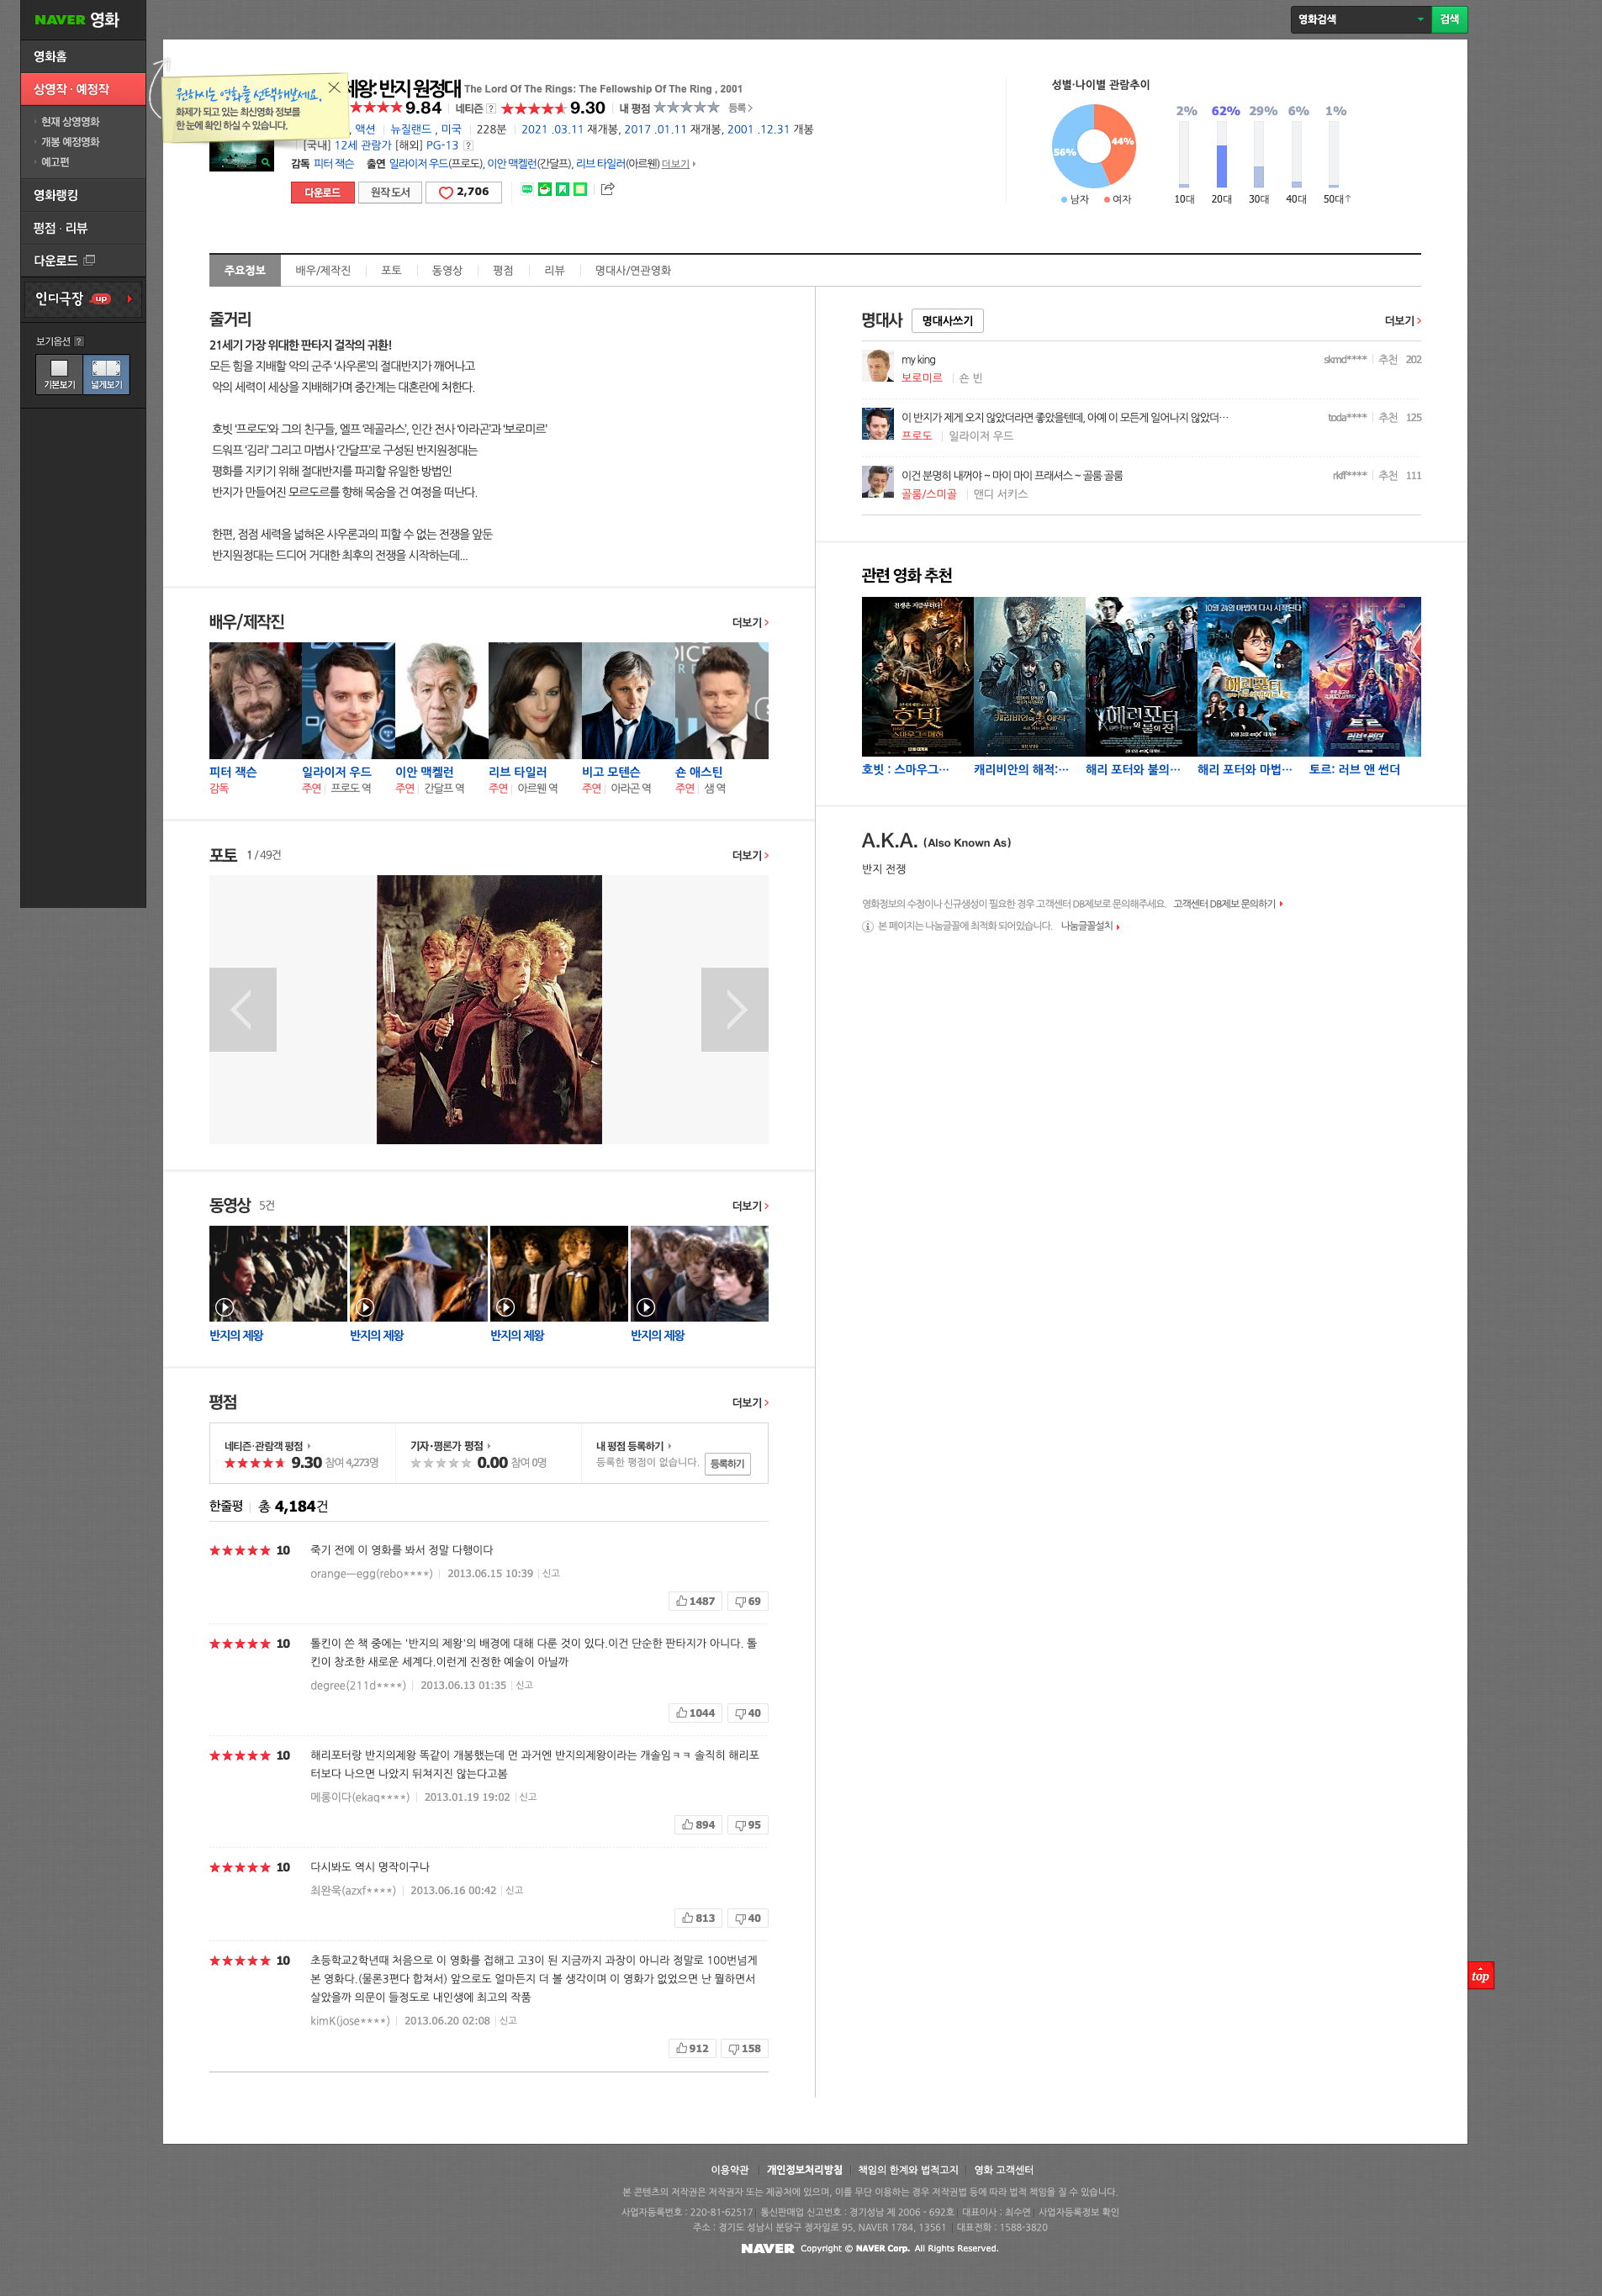 NAVER 영화
영화검색
검색
영화홈
상영작 · 예정작
현재 상영영화
개봉 예정영화
예고편
영화랭킹
평점 · 리뷰
다운로드
인디극장 up
보기옵션 ?
기본보기
넓게보기
원하시는 영화를 선택해보세요.
화제가 되고 있는 최신영화 정보를
한 눈에 확인 하실 수 있습니다.
제왕: 반지 원정대 The Lord Of The Rings: The Fellowship Of The Ring , 2001
9.84 네티즌 ? 9.30 내 평점 등록
, 액션 뉴질랜드 , 미국 228분 2021 .03.11 재개봉, 2017 .01.11 재개봉, 2001 .12.31 개봉
[국내] 12세 관람가 [해외] PG-13 ?
감독 피터 잭슨 출연 일라이저 우드(프로도), 이안 맥켈런(간달프), 리브 타일러(아르웬) 더보기
다운로드 원작 도서 2,706
성별·나이별 관람추이
56% 44%
남자 여자
2% 62% 29% 6% 1%
10대 20대 30대 40대 50대↑
주요정보 배우/제작진 포토 동영상 평점 리뷰 명대사/연관영화
줄거리
21세기 가장 위대한 판타지 걸작의 귀환!
모든 힘을 지배할 악의 군주 ‘사우론’의 절대반지가 깨어나고
악의 세력이 세상을 지배해가며 중간계는 대혼란에 처한다.
호빗 ‘프로도’와 그의 친구들, 엘프 ‘레골라스’, 인간 전사 ‘아라곤’과 ‘보로미르’
드워프 ‘김리’ 그리고 마법사 ‘간달프’로 구성된 반지원정대는
평화를 지키기 위해 절대반지를 파괴할 유일한 방법인
반지가 만들어진 모르도르를 향해 목숨을 건 여정을 떠난다.
한편, 점점 세력을 넓혀온 사우론과의 피할 수 없는 전쟁을 앞둔
반지원정대는 드디어 거대한 최후의 전쟁을 시작하는데...
배우/제작진 더보기
피터 잭슨 일라이저 우드 이안 맥켈런 리브 타일러 비고 모텐슨 숀 애스틴
감독 주연 프로도 역 주연 간달프 역 주연 아르웬 역 주연 아라곤 역 주연 샘 역
포토 1 / 49건 더보기
동영상 5건 더보기
반지의 제왕 반지의 제왕 반지의 제왕 반지의 제왕
평점 더보기
네티즌·관람객 평점
9.30 참여 4,273명
기자·평론가 평점
0.00 참여 0명
내 평점 등록하기
등록한 평점이 없습니다. 등록하기
한줄평 총 4,184건
10 죽기 전에 이 영화를 봐서 정말 다행이다
orange—egg(rebo****) 2013.06.15 10:39 신고
1487 69
10 톨킨이 쓴 책 중에는 '반지의 제왕'의 배경에 대해 다룬 것이 있다.이건 단순한 판타지가 아니다. 톨
킨이 창조한 새로운 세계다.이런게 진정한 예술이 아닐까
degree(211d****) 2013.06.13 01:35 신고
1044 40
10 해리포터랑 반지의제왕 똑같이 개봉했는데 먼 과거엔 반지의제왕이라는 개솔임ㅋㅋ 솔직히 해리포
터보다 나으면 나았지 뒤쳐지진 않는다고봄
메롱이다(ekaq****) 2013.01.19 19:02 신고
894 95
10 다시봐도 역시 명작이구나
최완욱(azxf****) 2013.06.16 00:42 신고
813 40
10 초등학교2학년때 처음으로 이 영화를 접해고 고3이 된 지금까지 과장이 아니라 정말로 100번넘게
본 영화다.(물론3편다 합쳐서) 앞으로도 얼마든지 더 볼 생각이며 이 영화가 없었으면 난 뭘하면서
살았을까 의문이 들정도로 내인생에 최고의 작품
kimK(jose****) 2013.06.20 02:08 신고
912 158
명대사 명대사쓰기 더보기
my king
skmd**** 추천 202
보로미르 숀 빈
이 반지가 제게 오지 않았더라면 좋았을텐데, 아예 이 모든게 일어나지 않았더…
toda**** 추천 125
프로도 일라이저 우드
이건 분명히 내꺼야 ~ 마이 마이 프래셔스 ~ 골룸 골룸
rkff**** 추천 111
골룸/스미골 앤디 서키스
관련 영화 추천
호빗
캐리비안의 해적
해리포터와 불의 잔
10월 24일 마법이 다시 시작된다
해리포터
호빗 : 스마우그… 캐리비안의 해적:… 해리 포터와 불의… 해리 포터와 마법… 토르: 러브 앤 썬더
A.K.A. (Also Known As)
반지 전쟁
영화정보의 수정이나 신규생성이 필요한 경우 고객센터 DB제보로 문의해주세요. 고객센터 DB제보 문의하기
본 페이지는 나눔글꼴에 최적화 되어있습니다. 나눔글꼴설치
top
이용약관 개인정보처리방침 책임의 한계와 법적고지 영화 고객센터
본 콘텐츠의 저작권은 저작권자 또는 제공처에 있으며, 이를 무단 이용하는 경우 저작권법 등에 따라 법적 책임을 질 수 있습니다.
사업자등록번호 : 220-81-62517 통신판매업 신고번호 : 경기성남 제 2006 - 692호 대표이사 : 최수연 사업자등록정보 확인
주소 : 경기도 성남시 분당구 정자일로 95, NAVER 1784, 13561 대표전화 : 1588-3820
NAVER Copyright © NAVER Corp. All Rights Reserved.